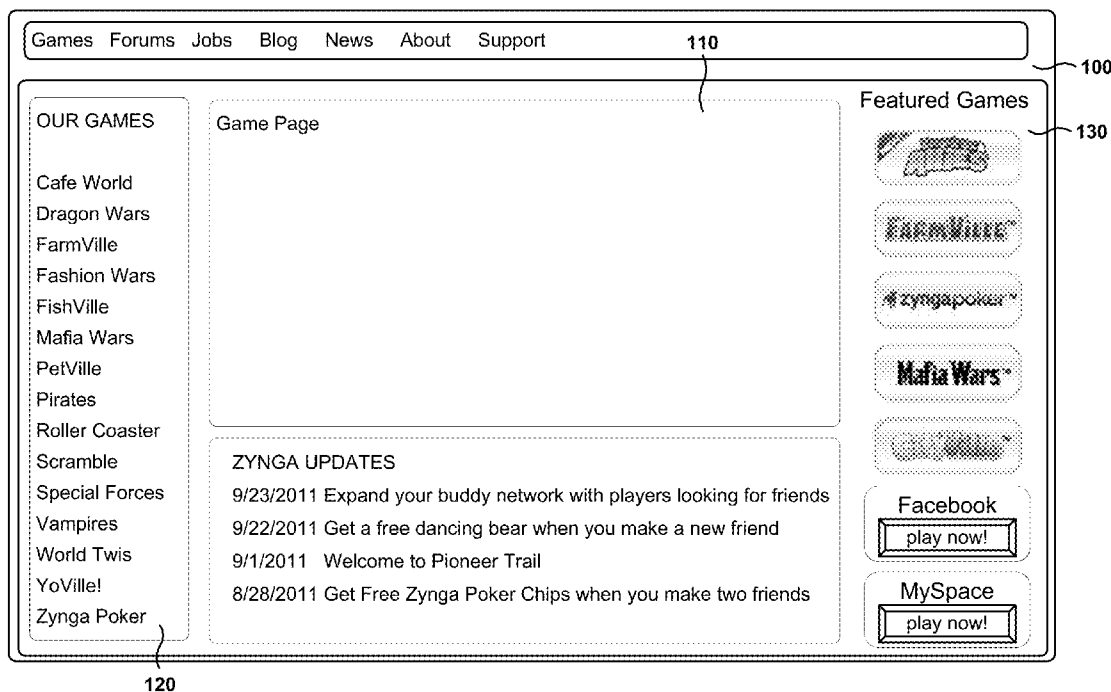 Games Forums Jobs Blog News About Support
110
100
OUR GAMES
Cafe World
Dragon Wars
FarmVille
Fashion Wars
FishVille
Mafia Wars
PetVille
Pirates
Roller Coaster
Scramble
Special Forces
Vampires
World Twis
YoVille!
Zynga Poker
120
Game Page
ZYNGA UPDATES
9/23/2011 Expand your buddy network with players looking for friends
9/22/2011 Get a free dancing bear when you make a new friend
9/1/2011 Welcome to Pioneer Trail
8/28/2011 Get Free Zynga Poker Chips when you make two friends
Featured Games
130
FARMVILLE™
zyngapoker™
Mafia Wars™
Facebook
play now!
MySpace
play now!